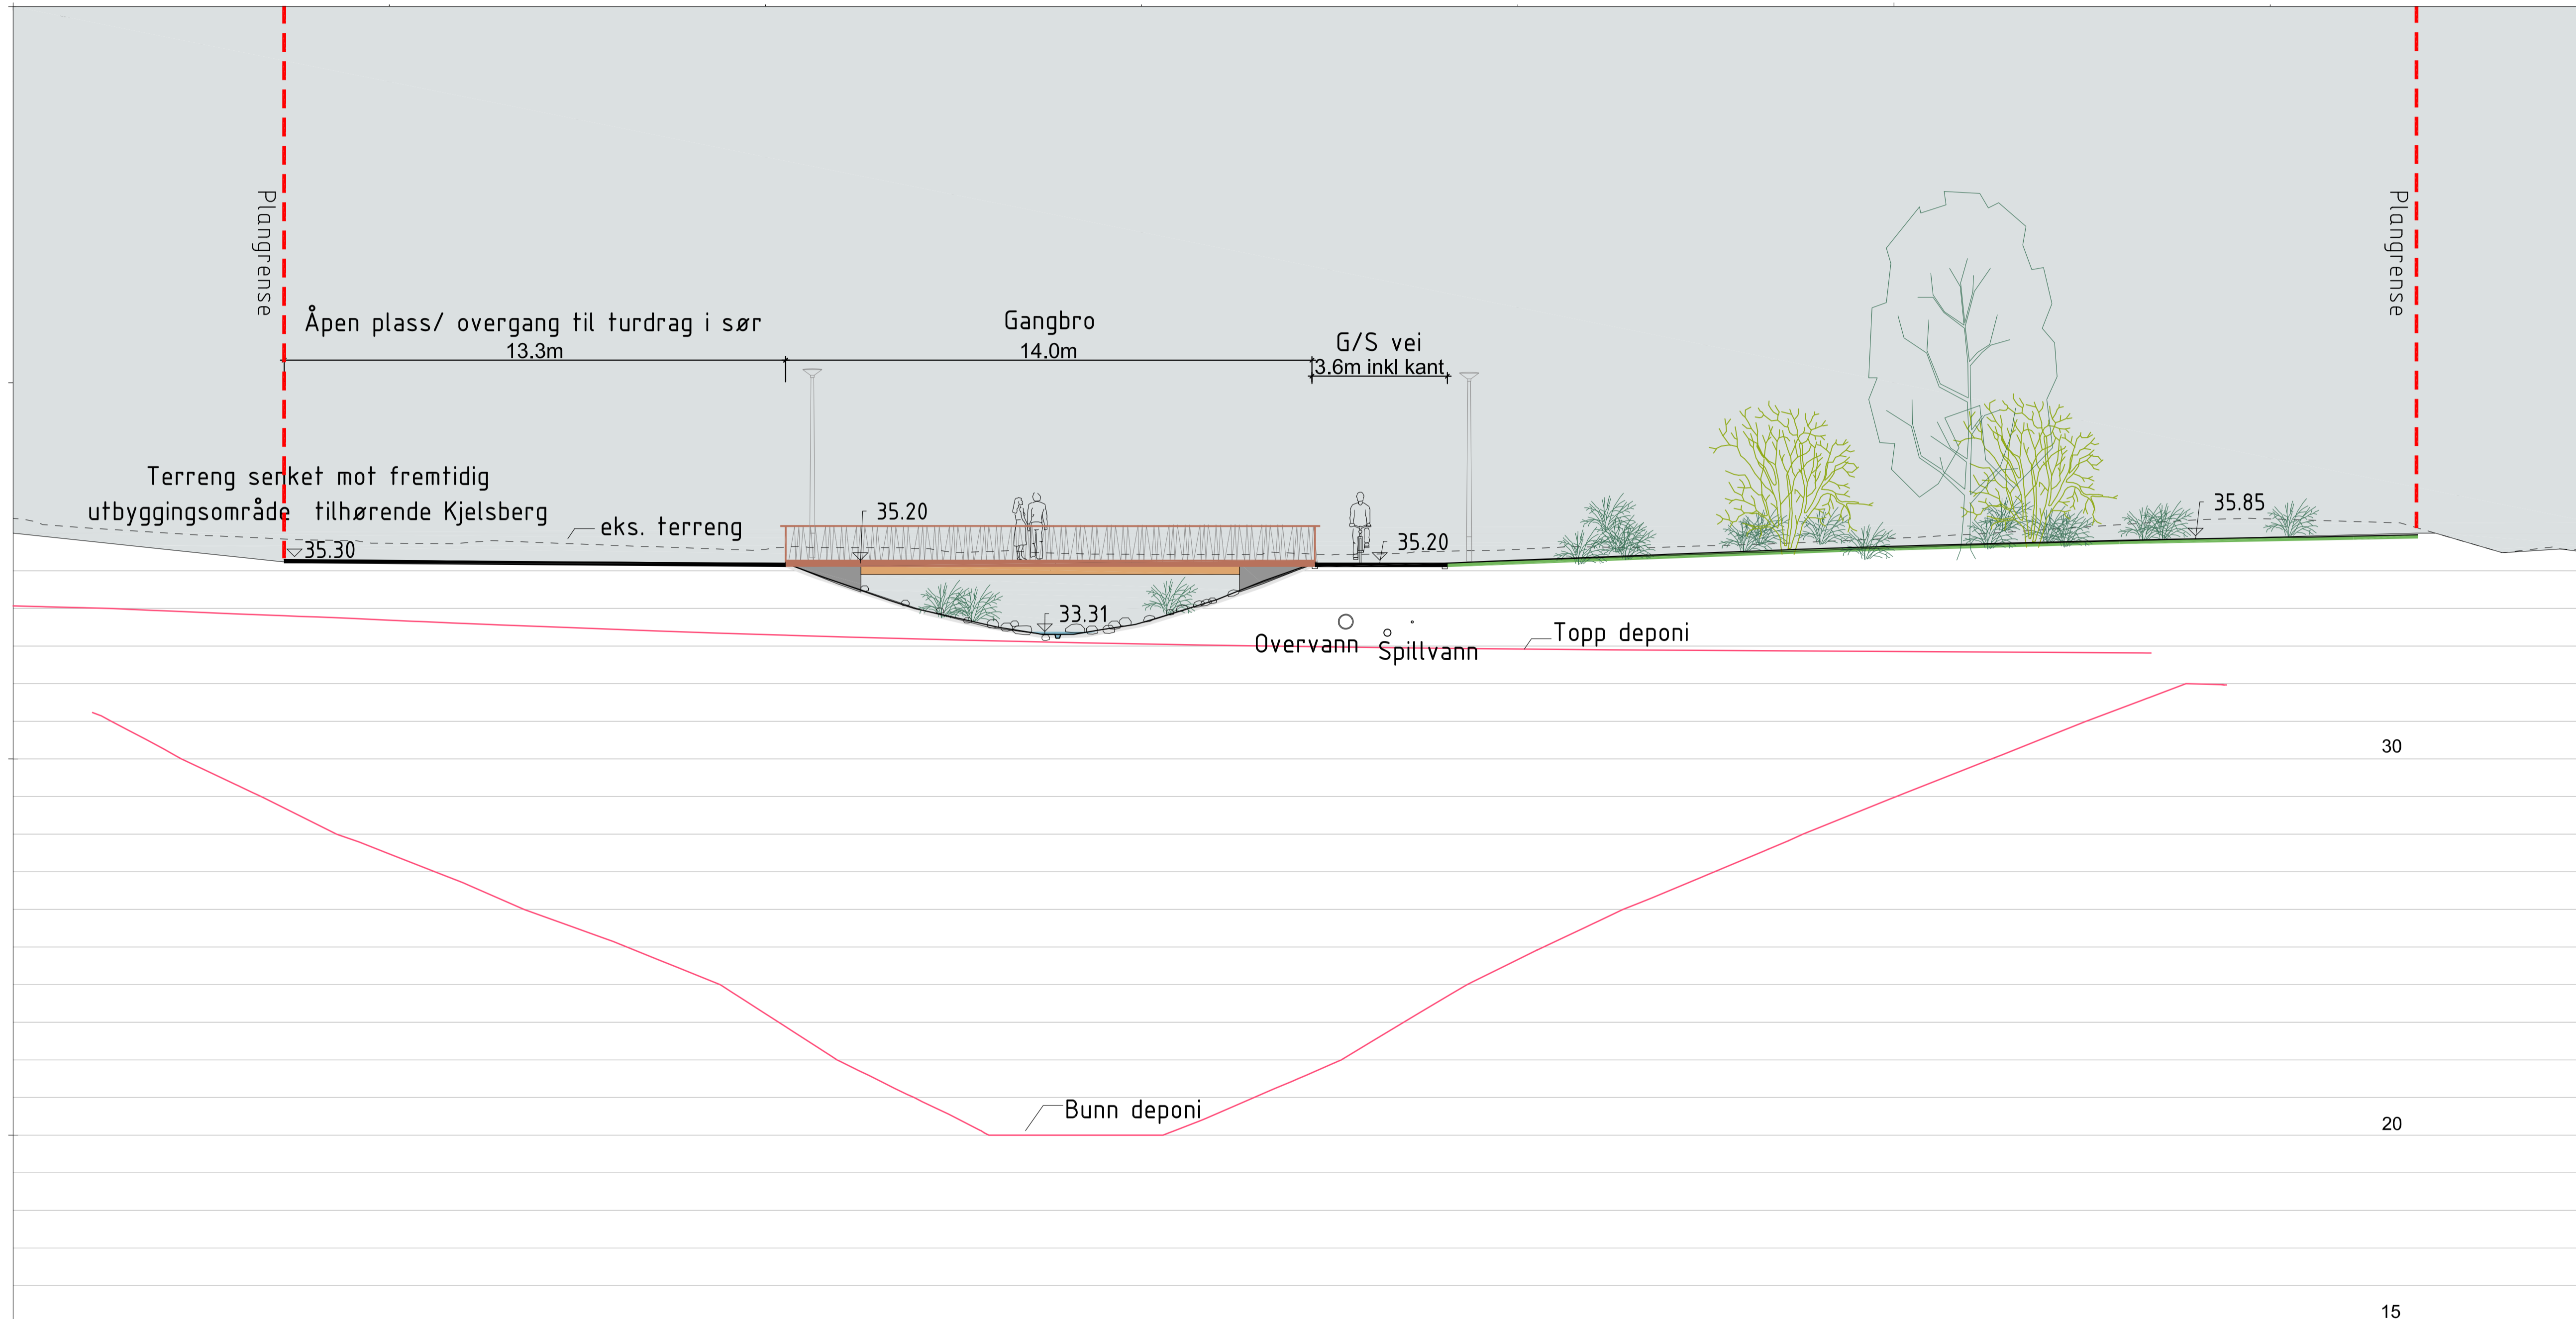 Plangrense
Plangrense
Åpen plass/ overgang til turdrag i sør
13.3m
Gangbro
14.0m
G/S vei
3.6m inkl kant
Terreng senket mot fremtidig
utbyggingsområde tilhørende Kjelsberg
eks. terreng
35.30
35.20
35.20
35.85
33.31
Overvann
Spillvann
Topp deponi
30
Bunn deponi
20
15